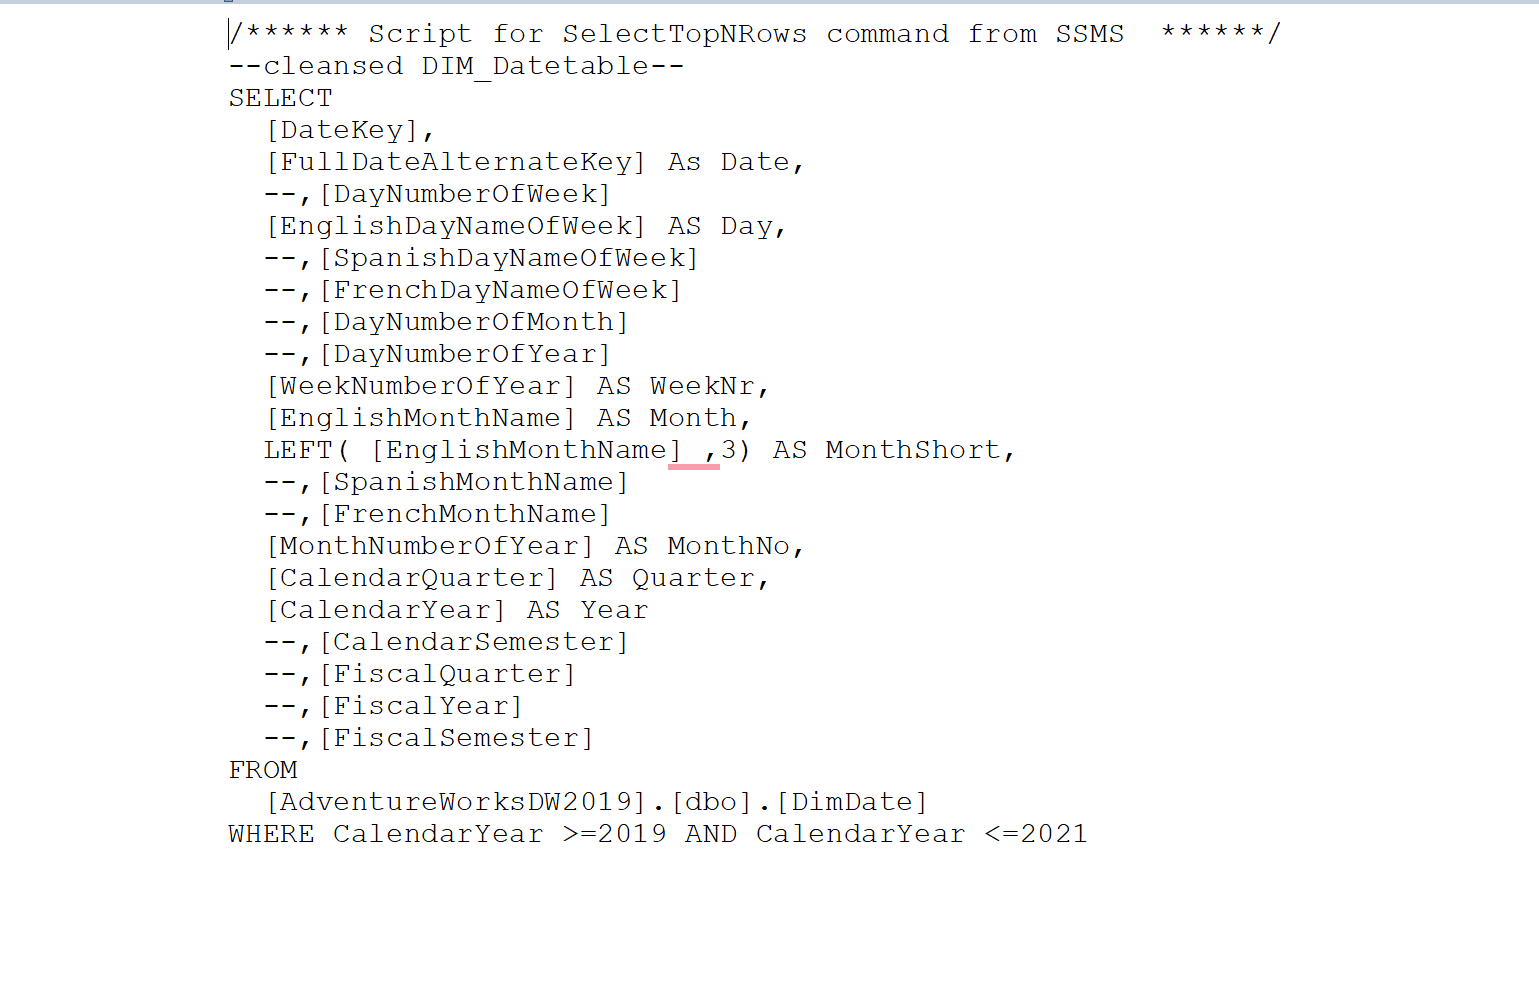 /****** Script for SelectTopNRows command from SSMS  ******/
--cleansed DIM_Datetable--
SELECT
  [DateKey],
  [FullDateAlternateKey] As Date,
  --,[DayNumberOfWeek]
  [EnglishDayNameOfWeek] AS Day,
  --,[SpanishDayNameOfWeek]
  --,[FrenchDayNameOfWeek]
  --,[DayNumberOfMonth]
  --,[DayNumberOfYear]
  [WeekNumberOfYear] AS WeekNr,
  [EnglishMonthName] AS Month,
  LEFT( [EnglishMonthName] ,3) AS MonthShort,
  --,[SpanishMonthName]
  --,[FrenchMonthName]
  [MonthNumberOfYear] AS MonthNo,
  [CalendarQuarter] AS Quarter,
  [CalendarYear] AS Year
  --,[CalendarSemester]
  --,[FiscalQuarter]
  --,[FiscalYear]
  --,[FiscalSemester]
FROM
  [AdventureWorksDW2019].[dbo].[DimDate]
WHERE CalendarYear >=2019 AND CalendarYear <=2021